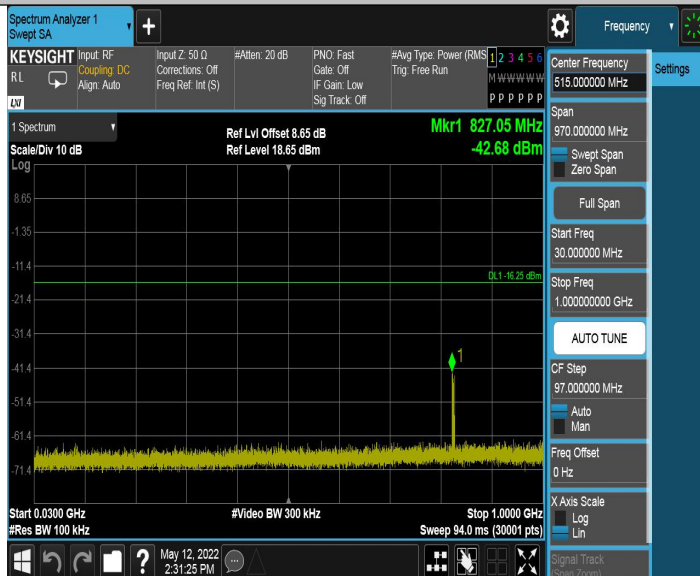 Spectrum Analyzer 1
Swept SA
Frequency
KEYSIGHT
RL
LXI
Input: RF
Coupling: DC
Align: Auto
Input Z: 50 Ω
Corrections: Off
Freq Ref: Int (S)
#Atten: 20 dB
PNO: Fast
Gate: Off
IF Gain: Low
Sig Track: Off
#Avg Type: Power (RMS
Trig: Free Run
1 2 3 4 5 6
M W W W W W
P P P P P P
1 Spectrum
Scale/Div 10 dB
Log
Ref Lvl Offset 8.65 dB
Ref Level 18.65 dBm
Mkr1 827.05 MHz
-42.68 dBm
8.65
-1.35
-11.4
DL1 -16.25 dBm
-21.4
-31.4
1
-41.4
-51.4
-61.4
-71.4
Start 0.0300 GHz
#Res BW 100 kHz
#Video BW 300 kHz
Stop 1.0000 GHz
Sweep 94.0 ms (30001 pts)
May 12, 2022
2:31:25 PM
?
Settings
Center Frequency
515.000000 MHz
Span
970.000000 MHz
Swept Span
Zero Span
Full Span
Start Freq
30.000000 MHz
Stop Freq
1.000000000 GHz
AUTO TUNE
CF Step
97.000000 MHz
Auto
Man
Freq Offset
0 Hz
X Axis Scale
Log
Lin
Signal Track
(Span Zoom)